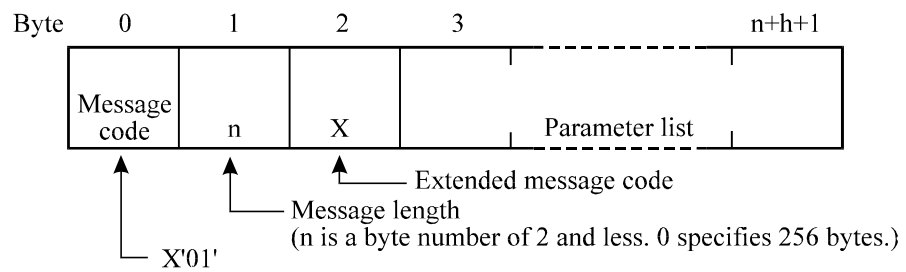 Byte 0 1 2 3 n+h+1
Message
code n X Parameter list
Extended message code
Message length
(n is a byte number of 2 and less. 0 specifies 256 bytes.)
X'01'